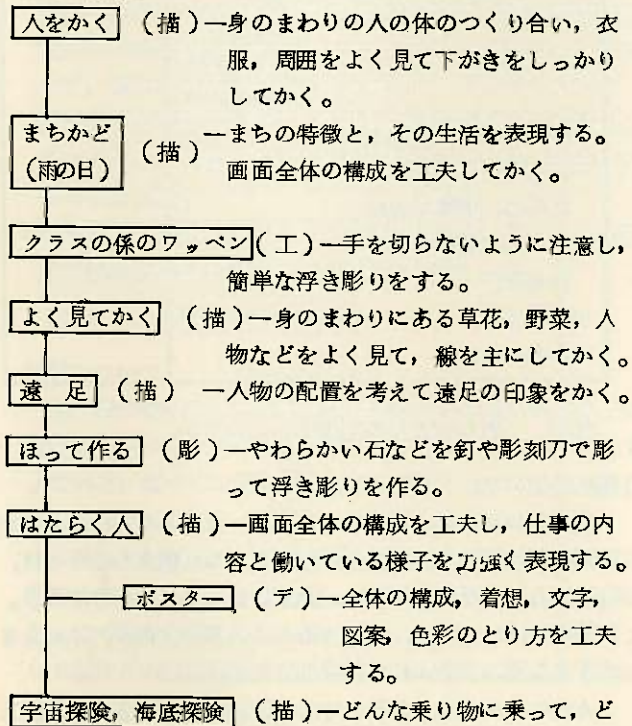 人をかく (描)―身のまわりの人の体のつくり合い,衣
服,周囲をよく見て下がきをしっかり
してかく。
まちかど
(雨の日) (描) ―まちの特徴と,その生活を表現する。
画面全体の構成を工夫してかく。
クラスの係のワッペン(工)―手を切らないように注意し,
簡単な浮き彫りをする。
よく見てかく (描)―身のまわりにある草花,野菜,人
物などをよく見て,線を主にしてかく。
遠 足 (描) ―人物の配置を考えて遠足の印象をかく。
ほって作る (彫)―やわらかい石などを釘や彫刻刀で彫
って浮き彫りを作る。
はたらく人 (描)―画面全体の構成を工夫し,仕事の内
容と働いている様子を力強く表現する。
ポスター (デ)―全体の構成,着想,文字,
図案,色彩のとり方を工夫
する。
宇宙探険,海底探険 (描)―どんな乗り物に乗って,ど